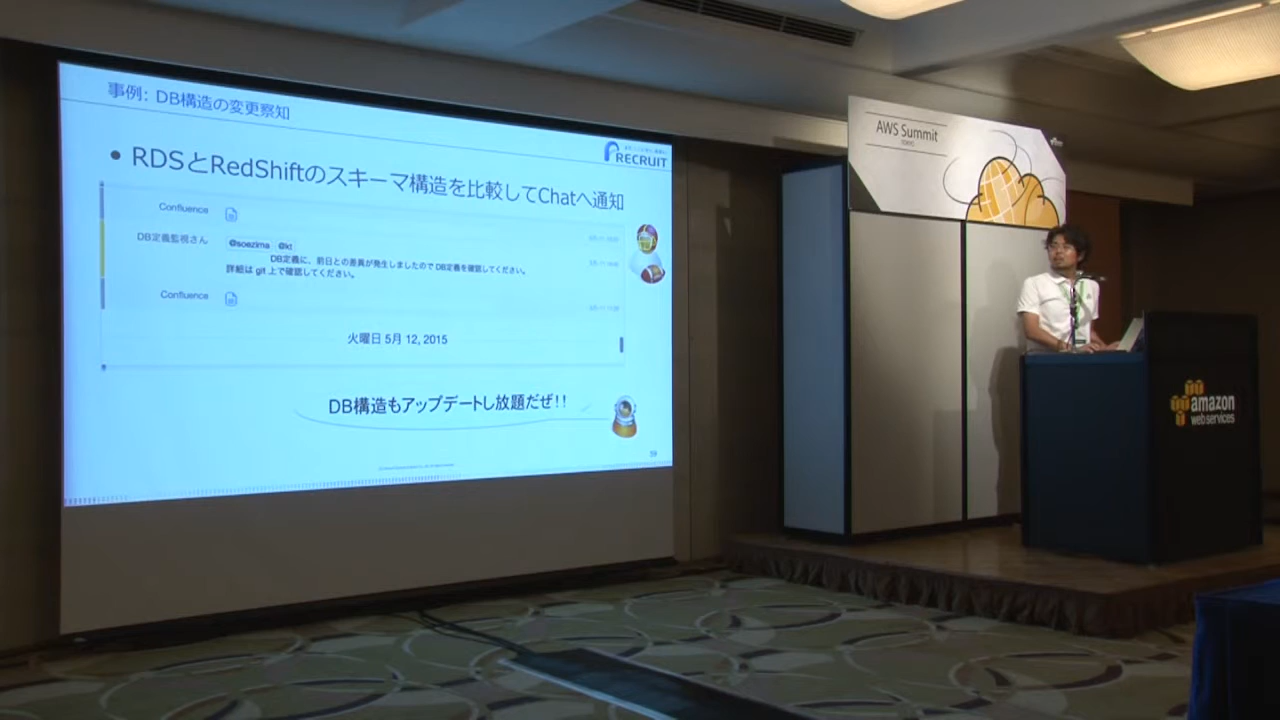 事例: DB構造の変更察知
RECRUIT
• RDSとRedShiftのスキーマ構造を比較してChatへ通知
Confluence
DB定義監視さん
@soezima @kt
DB定義に、前日との差異が発生しましたので DB定義を確認してください。
詳細は git 上で確認してください。
Confluence
火曜日 5月 12, 2015
DB構造もアップデートし放題だぜ!!
59
AWS Summit
TOKYO
amazon
web services